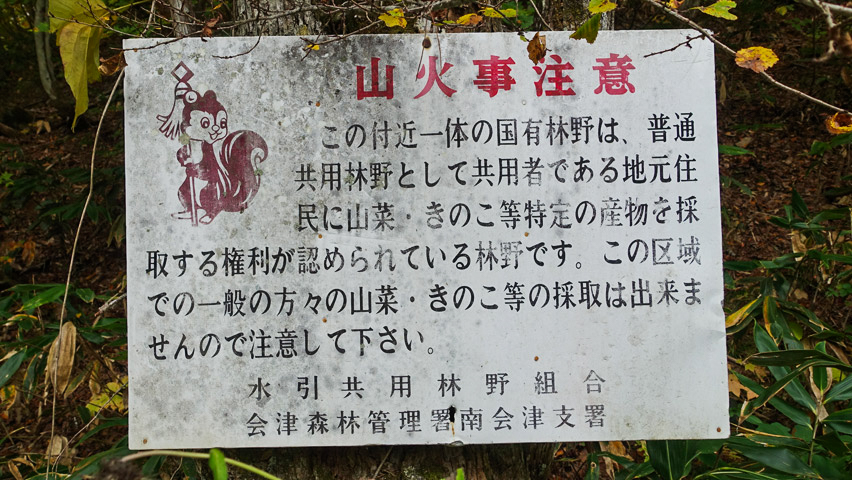 山火事注意
この付近一体の国有林野は、普通
共用林野として共用者である地元住
民に山菜・きのこ等特定の産物を採
取する権利が認められている林野です。この区域
での一般の方々の山菜・きのこ等の採取は出来ま
せんので注意して下さい。
水引共用林野組合
会津森林管理署南会津支署